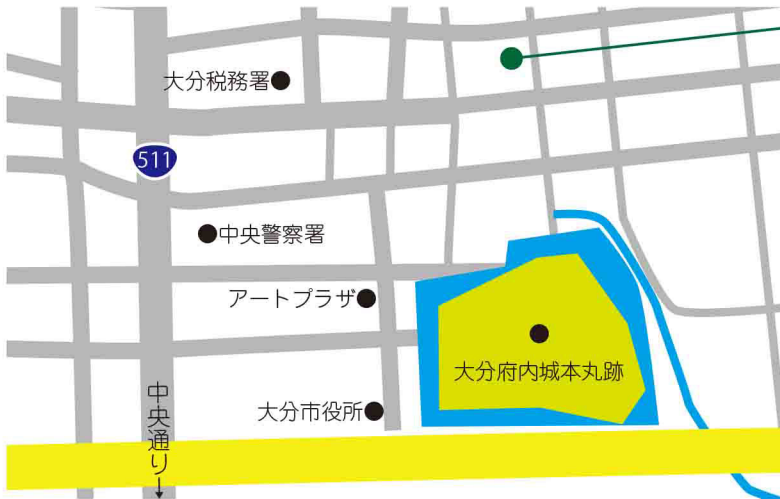 大分税務署
511
中央警察署
アートプラザ
大分府内城本丸跡
大分市役所
中央通り